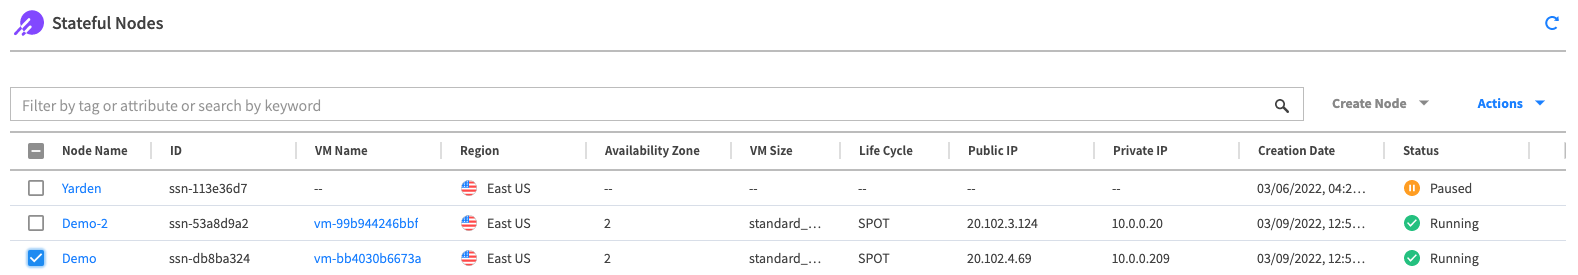 Stateful Nodes
Filter by tag or attribute or search by keyword
Create Node
Actions
Node Name ID VM Name Region Availability Zone VM Size Life Cycle Public IP Private IP Creation Date Status
Yarden ssn-113e36d7 -- East US -- -- -- -- -- 03/06/2022, 04:2... Paused
Demo-2 ssn-53a8d9a2 vm-99b944246bbf East US 2 standard_... SPOT 20.102.3.124 10.0.0.20 03/09/2022, 12:5... Running
Demo ssn-db8ba324 vm-bb4030b6673a East US 2 standard_... SPOT 20.102.4.69 10.0.0.209 03/09/2022, 12:5... Running